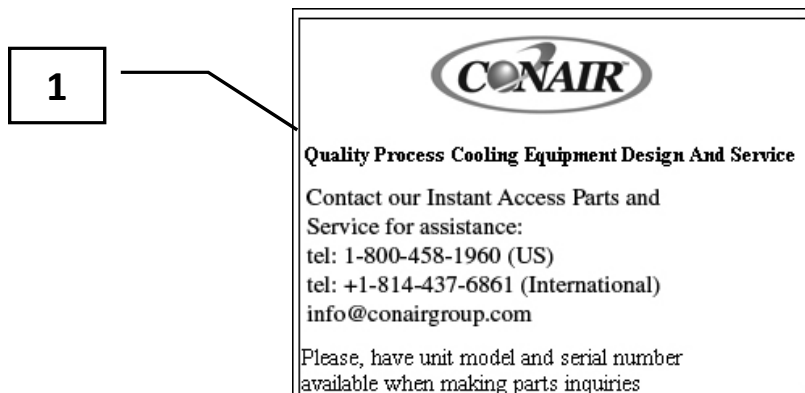 1
CONAIR
Quality Process Cooling Equipment Design And Service
Contact our Instant Access Parts and
Service for assistance:
tel: 1-800-458-1960 (US)
tel: +1-814-437-6861 (International)
info@conairgroup.com
Please, have unit model and serial number
available when making parts inquiries